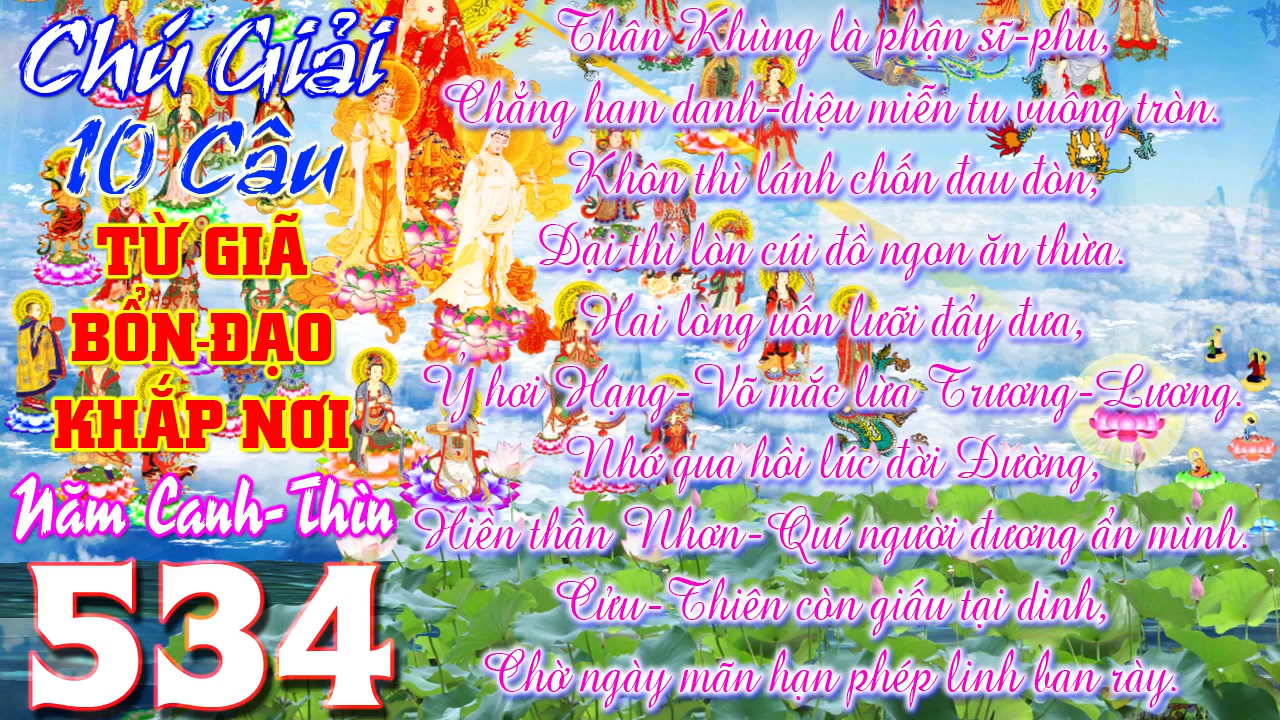 Chú Giải
10 Câu
TỪ GIÃ
BỔN-ĐẠO
KHẮP NƠI
Năm Canh-Thìn
534
Thân Khùng là phận sĩ-phu,
Chẳng ham danh-diệu miễn tu vuông tròn.
Khôn thì lánh chốn đau đòn,
Dại thì lòn cúi đồ ngon ăn thừa.
Hai lòng uốn lưỡi đẩy đưa,
Ỷ hơi Hạng-Võ mắc lừa Trương-Lương.
Nhớ qua hồi lúc đời Đường,
Hiền thần Nhơn-Quí người đương ẩn mình.
Cửu-Thiên còn giấu tại dinh,
Chờ ngày mãn hạn phép linh ban rày.